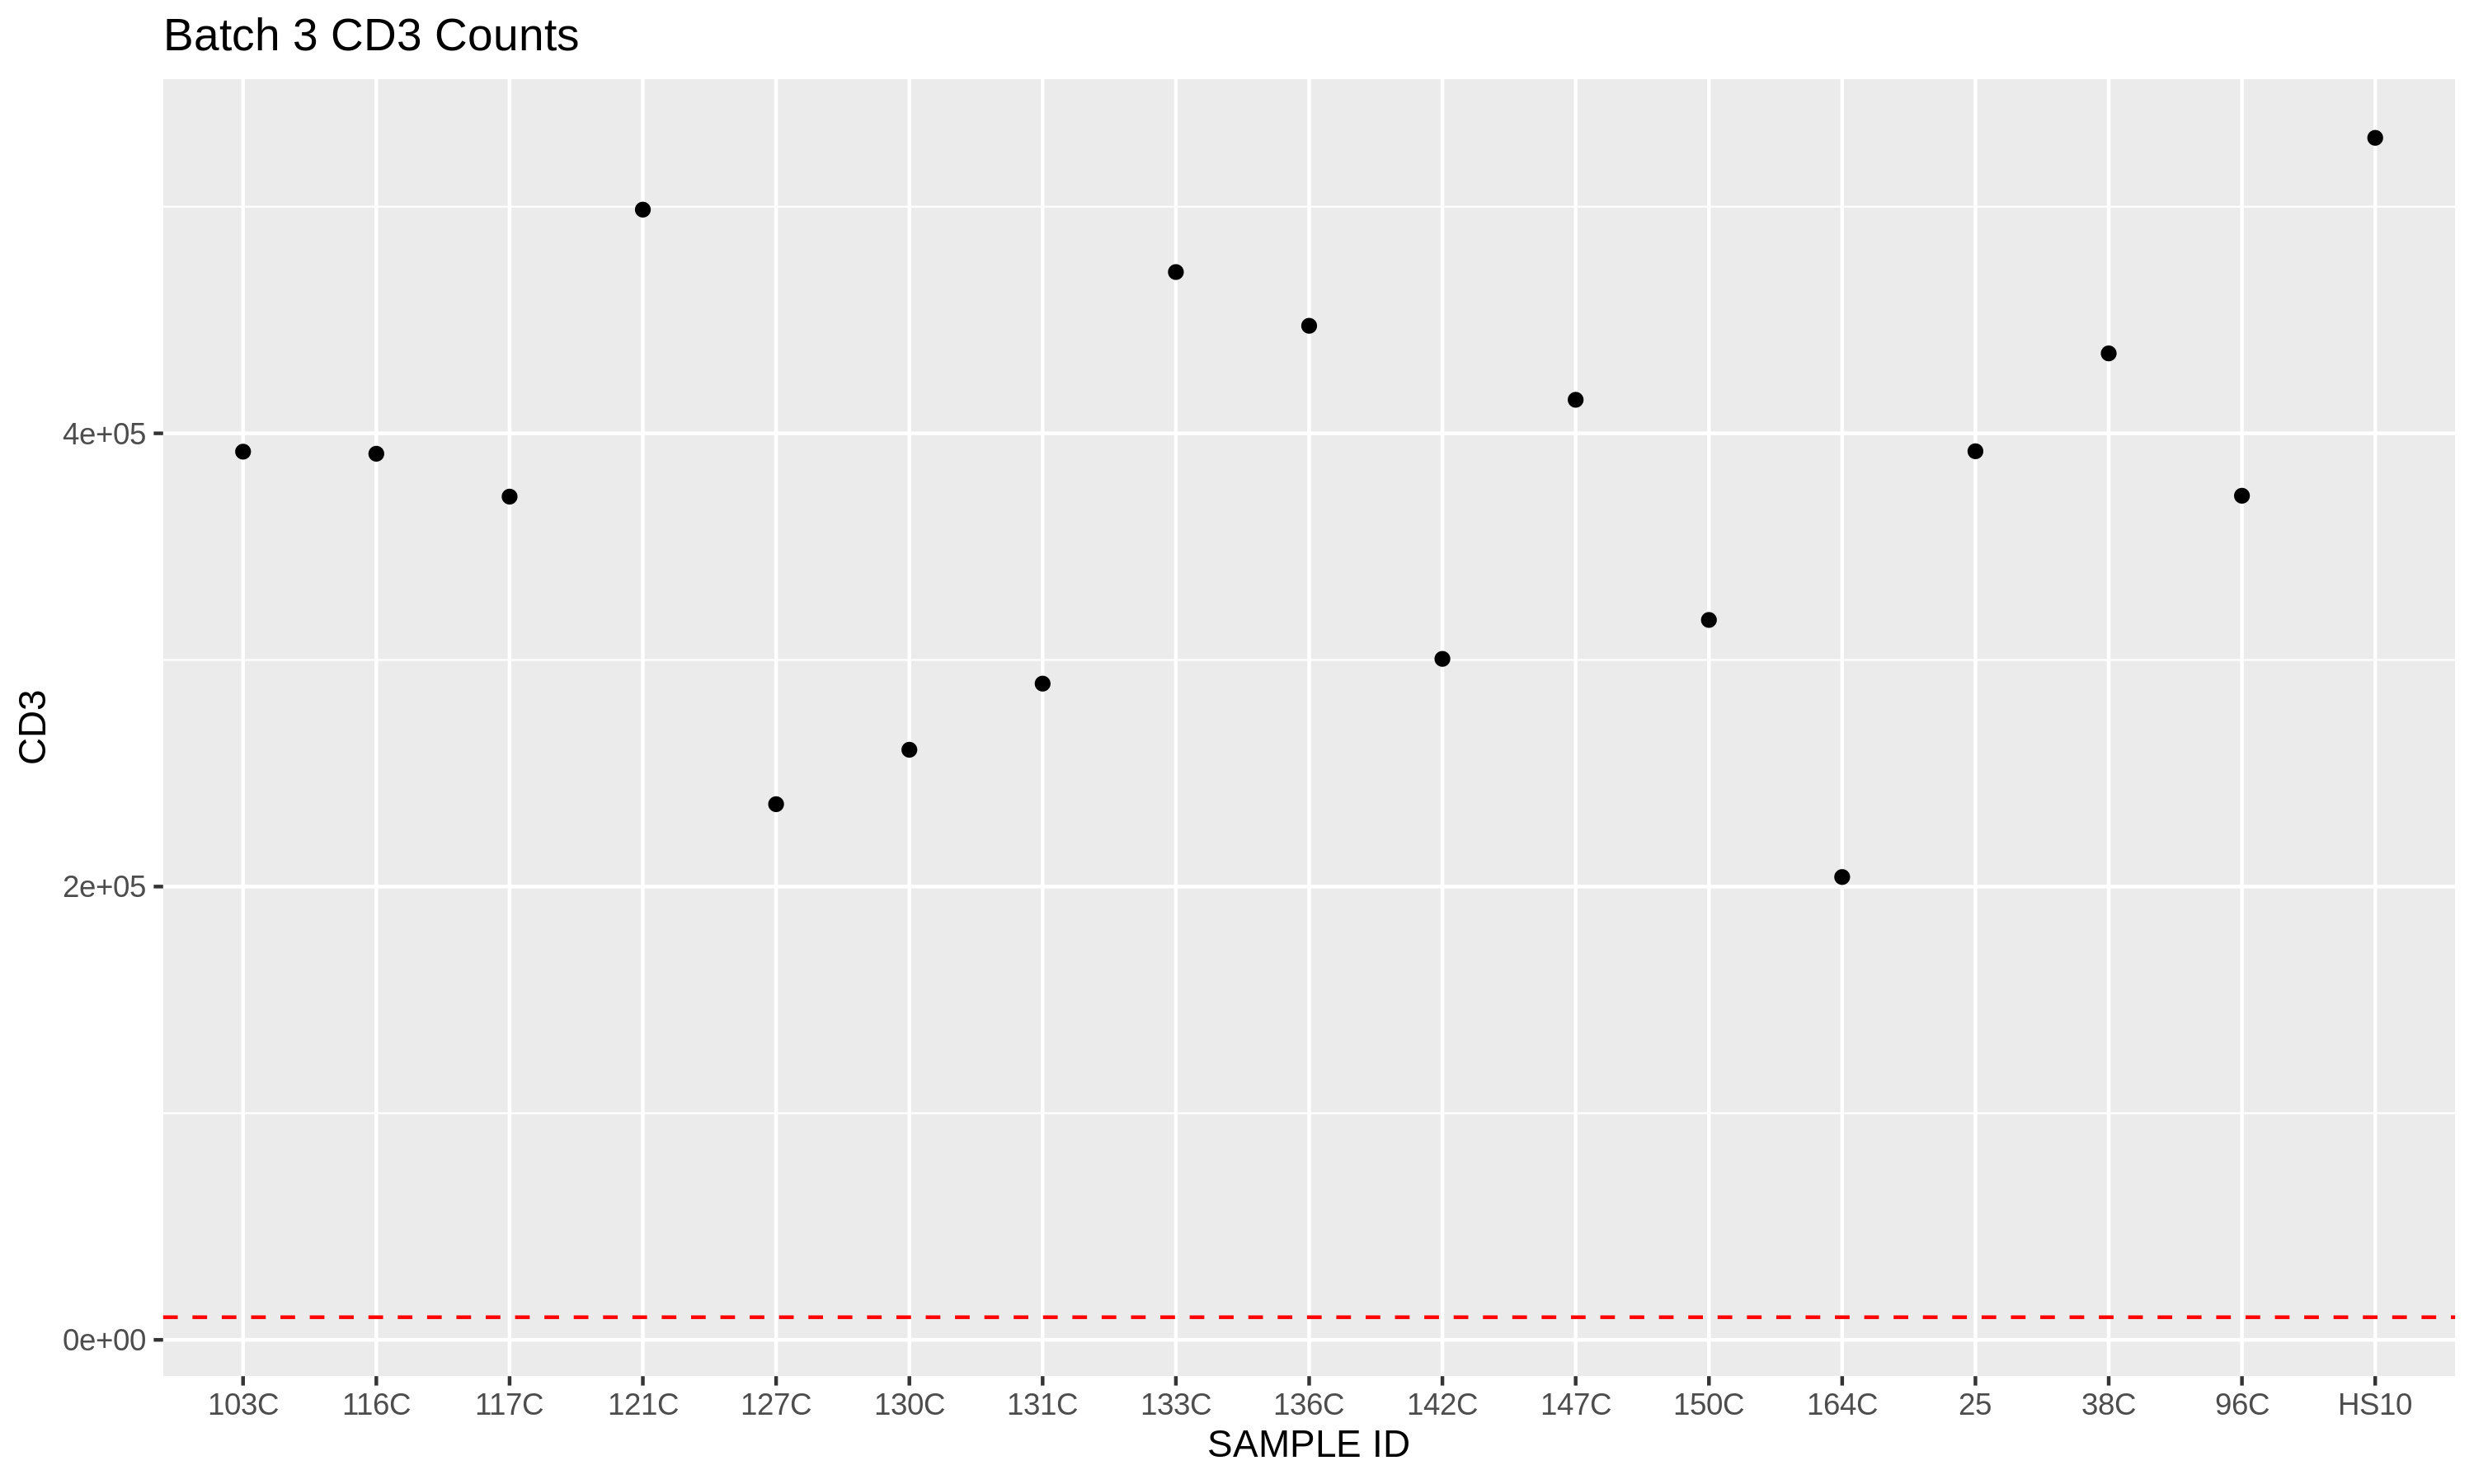 Batch 3 CD3 Counts
CD3
4e+05
2e+05
0e+00
103C 116C 117C 121C 127C 130C 131C 133C 136C 142C 147C 150C 164C 25 38C 96C HS10
SAMPLE ID